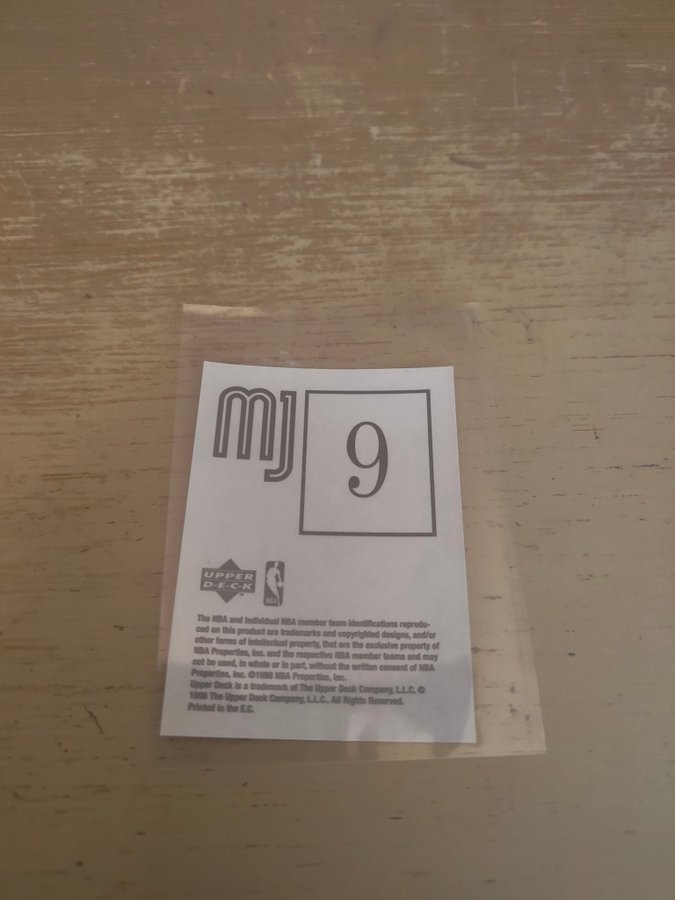 MJ
9
UPPER
D·E·C·K
NBA
The NBA and individual NBA member team identifications reprodu-
ced on this product are trademarks and copyrighted designs, and/or
other forms of intellectual property, that are the exclusive property of
NBA Properties, Inc. and the respective NBA member teams and may
not be used, in whole or in part, without the written consent of NBA
Properties, Inc. ©1998 NBA Properties, Inc.
Upper Deck is a trademark of The Upper Deck Company, L.L.C. ©
1998 The Upper Deck Company, L.L.C.. All Rights Reserved.
Printed in the E.C.